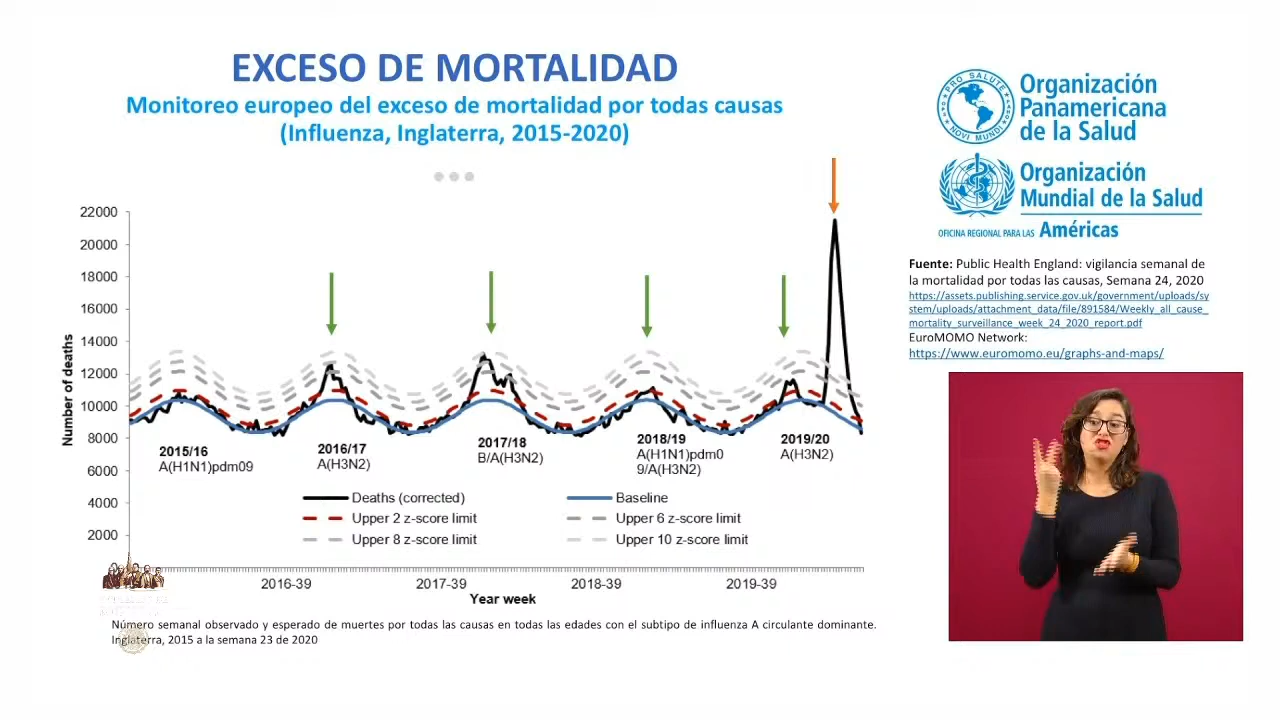 EXCESO DE MORTALIDAD
Monitoreo europeo del exceso de mortalidad por todas causas
(Influenza, Inglaterra, 2015-2020)
PRO SALUTE
NOVI MUNDI
Organización
Panamericana
de la Salud
Organización
Mundial de la Salud
OFICINA REGIONAL PARA LAS Américas
Fuente: Public Health England: vigilancia semanal de
la mortalidad por todas las causas, Semana 24, 2020
https://assets.publishing.service.gov.uk/government/uploads/sy
stem/uploads/attachment_data/file/891584/Weekly_all_cause_
mortality_surveillance_week_24_2020_report.pdf
EuroMOMO Network:
https://www.euromomo.eu/graphs-and-maps/
Number of deaths
22000
20000
18000
16000
14000
12000
10000
8000
6000
4000
2000
2015/16
A(H1N1)pdm09
2016/17
A(H3N2)
2017/18
B/A(H3N2)
2018/19
A(H1N1)pdm0
9/A(H3N2)
2019/20
A(H3N2)
Deaths (corrected)
Baseline
Upper 2 z-score limit
Upper 6 z-score limit
Upper 8 z-score limit
Upper 10 z-score limit
2016-39
2017-39
2018-39
2019-39
Year week
Número semanal observado y esperado de muertes por todas las causas en todas las edades con el subtipo de influenza A circulante dominante.
Inglaterra, 2015 a la semana 23 de 2020